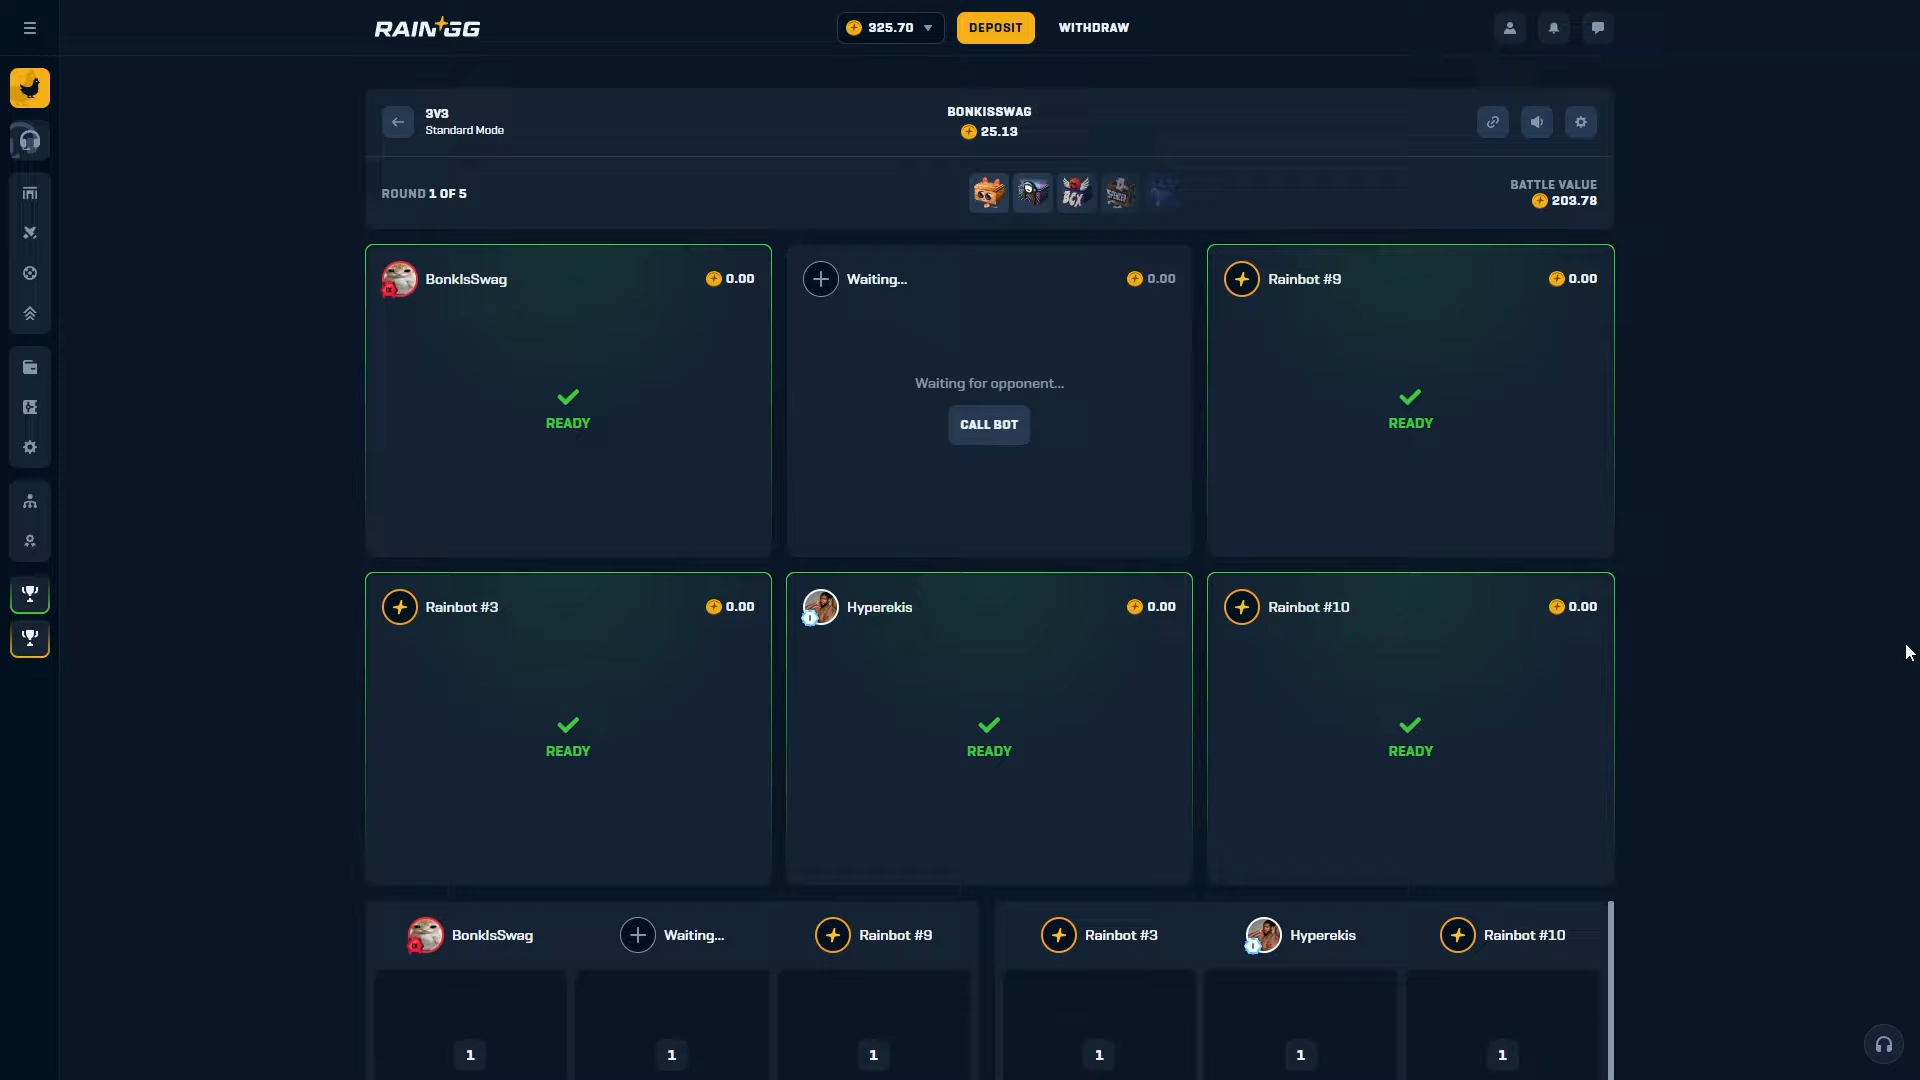 RAIN GG
325.70
DEPOSIT
WITHDRAW
3V3
Standard Mode
BONKISSWAG
25.13
ROUND 1 OF 5
BCX
BATTLE VALUE
203.78
BonkIsSwag
0.00
READY
Waiting...
0.00
Waiting for opponent...
CALL BOT
Rainbot #9
0.00
READY
Rainbot #3
0.00
READY
Hyperekis
0.00
READY
Rainbot #10
0.00
READY
BonkIsSwag
Waiting...
Rainbot #9
Rainbot #3
Hyperekis
Rainbot #10
1
1
1
1
1
1